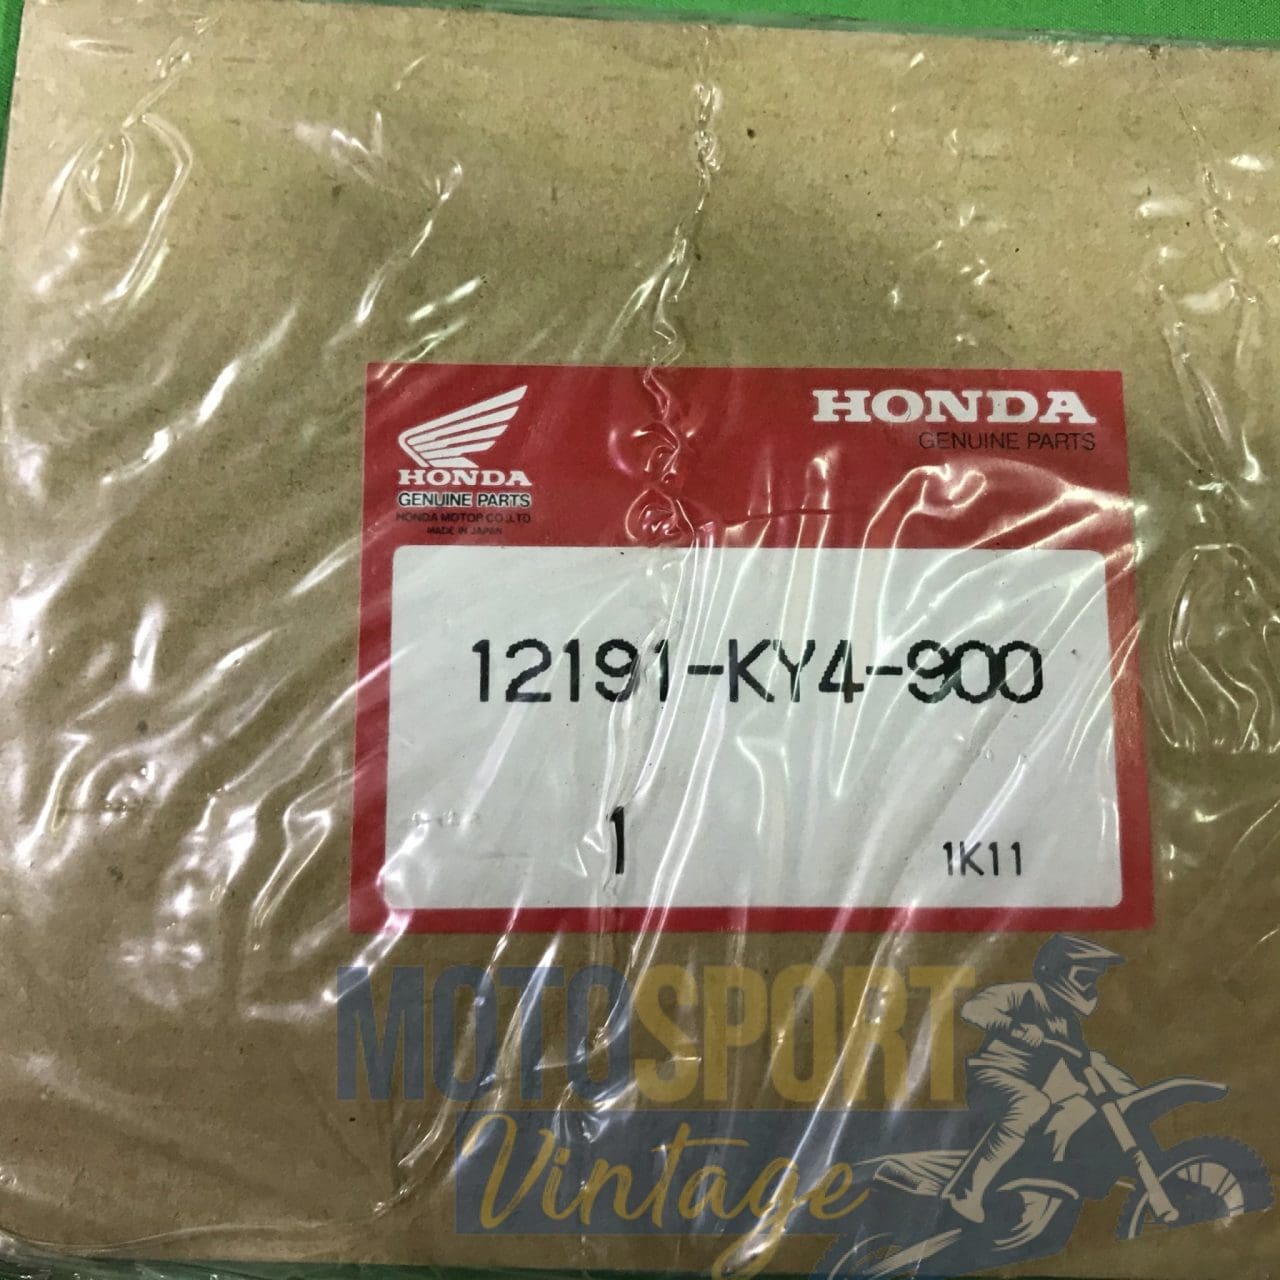 HONDA
GENUINE PARTS
HONDA MOTOR CO.,LTD
MADE IN JAPAN
HONDA
GENUINE PARTS
12191-KY4-900
1
1K11
MOTOSPORT
Vintage